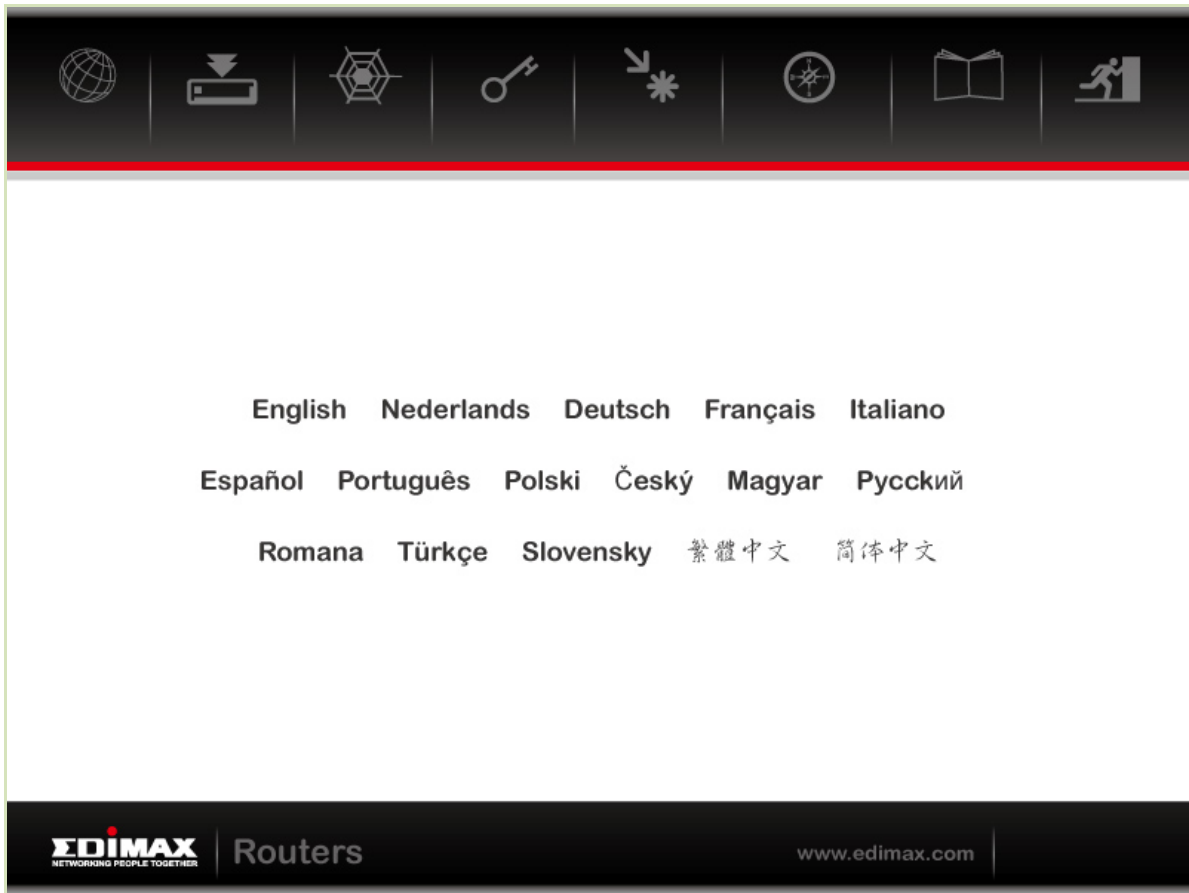 English Nederlands Deutsch Français Italiano
Español Português Polski Český Magyar Русский
Romana Türkçe Slovensky 繁體中文 简体中文
EDIMAX
NETWORKING PEOPLE TOGETHER
Routers
www.edimax.com